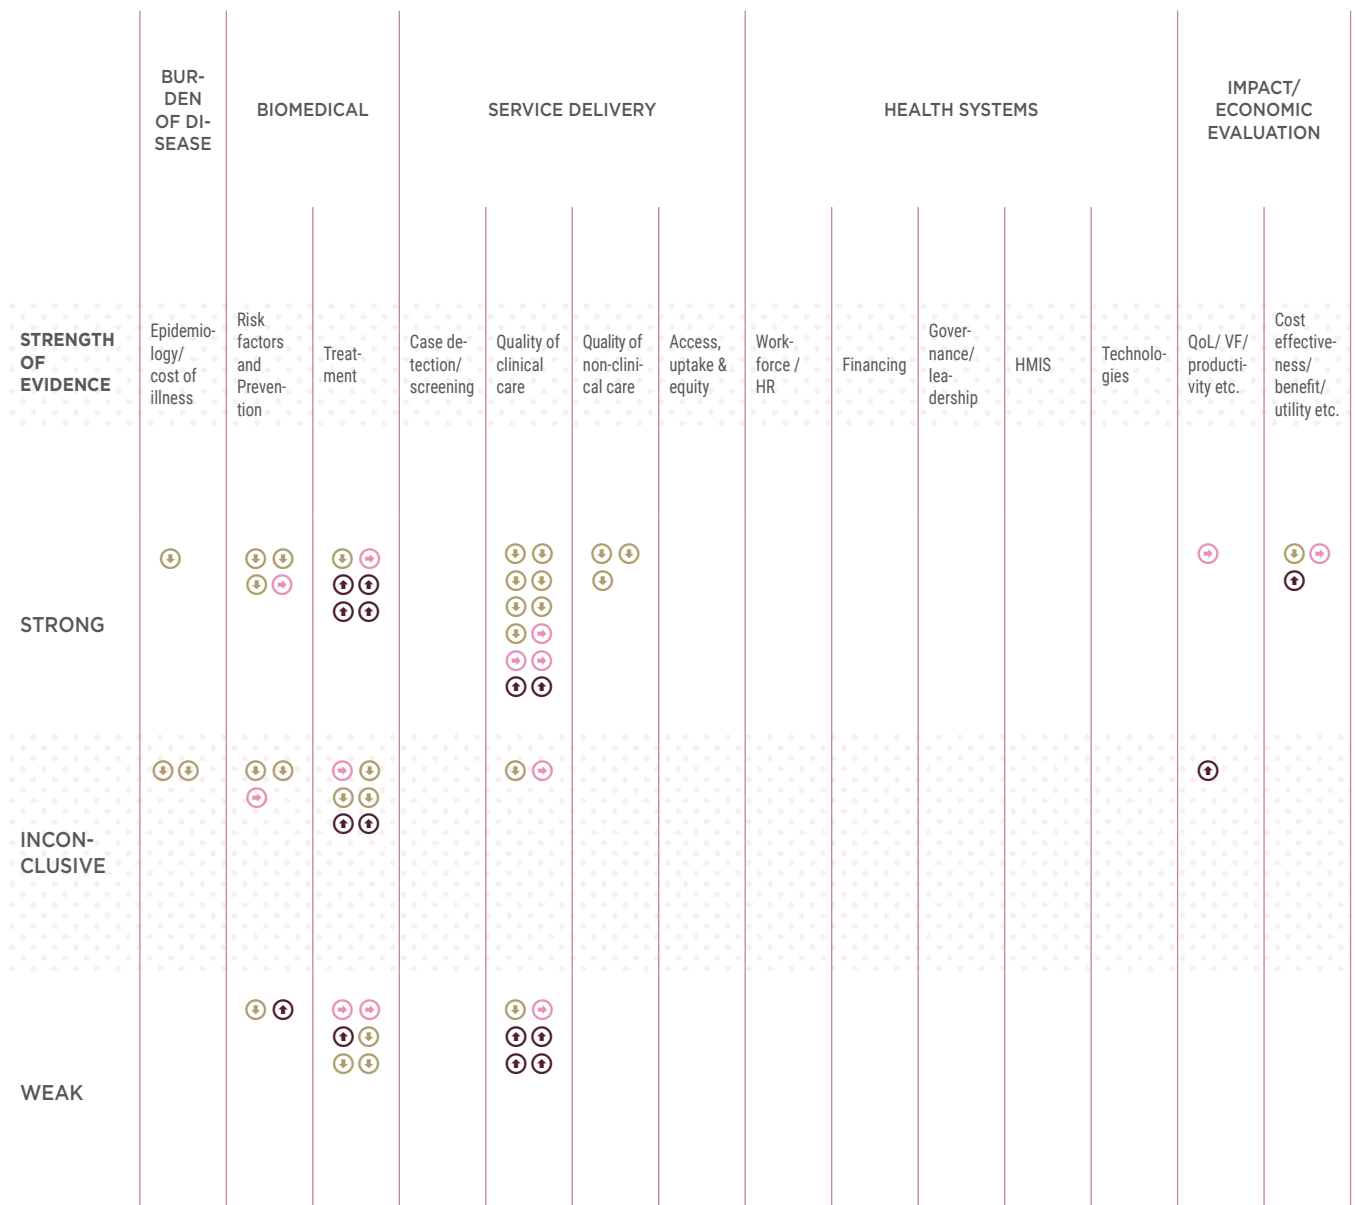 BUR-
DEN
OF DI-
SEASE
BIOMEDICAL
SERVICE DELIVERY
HEALTH SYSTEMS
IMPACT/
ECONOMIC
EVALUATION
STRENGTH
OF
EVIDENCE
Epidemio-
logy/
cost of
illness
Risk
factors
and
Preven-
tion
Treat-
ment
Case de-
tection/
screening
Quality of
clinical
care
Quality of
non-clini-
cal care
Access,
uptake &
equity
Work-
force /
HR
Financing
Gover-
nance/
lea-
dership
HMIS
Technolo-
gies
QoL/ VF/
producti-
vity etc.
Cost
effective-
ness/
benefit/
utility etc.
STRONG
INCON-
CLUSIVE
WEAK